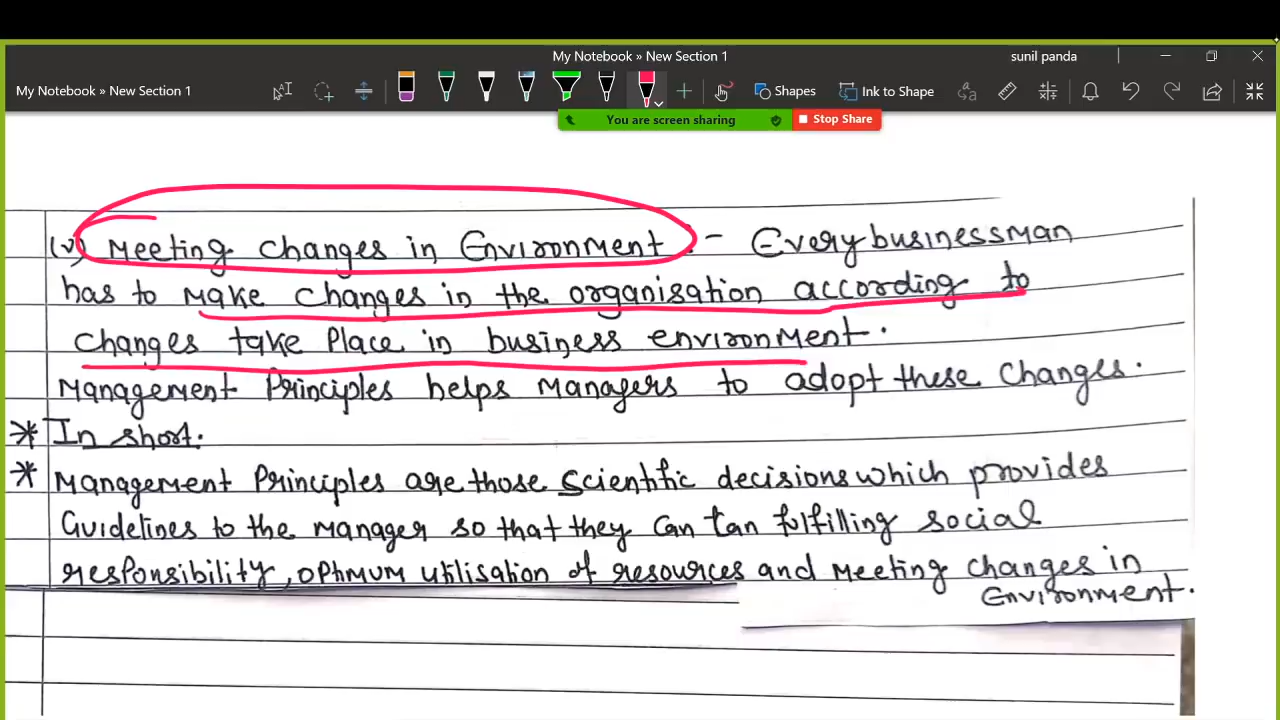 My Notebook » New Section 1
sunil panda
My Notebook » New Section 1
Shapes
Ink to Shape
You are screen sharing
Stop Share
(v) Meeting Changes in Environment :- Every businessman
has to make changes in the organisation according to
changes take Place in business environment.
Management Principles helps Managers to adopt these Changes.
* In short.
* Management Principles are those Scientific decisions which provides
Guidelines to the Manager so that they Can tan fulfilling social
responsibility, optmum utilisation of resources and Meeting Changes in
Environment.